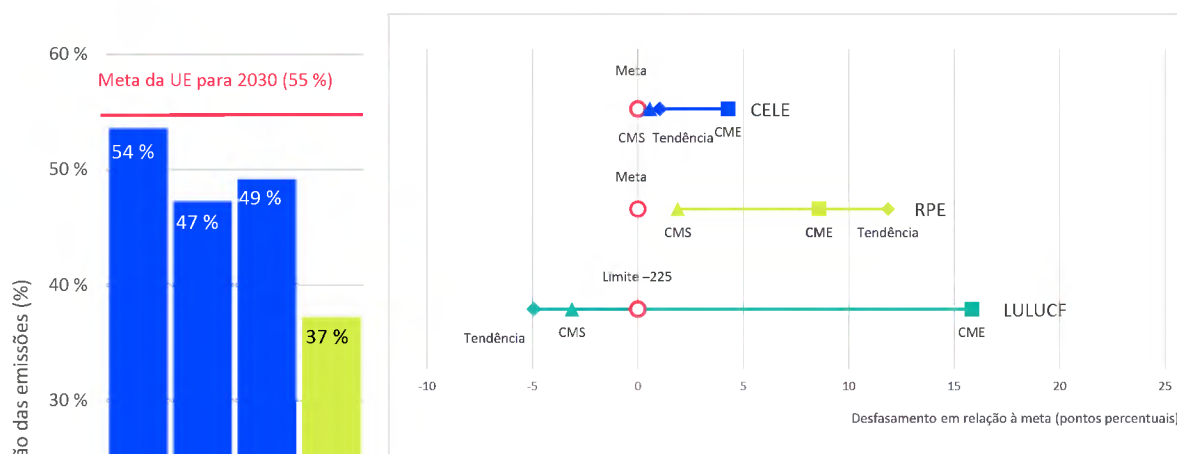 60 %
Meta da UE para 2030 (55 %)
54 %
50 %
49 %
47 %
40 %
37 %
30 %
das emissões (%)
Meta
CELE
CMS Tendência CME
Meta
RPE
CMS CME Tendência
Limite –225
LULUCF
Tendência CMS CME
-10 -5 0 5 10 15 20 25
Desfasamento em relação à meta (pontos percentuais)